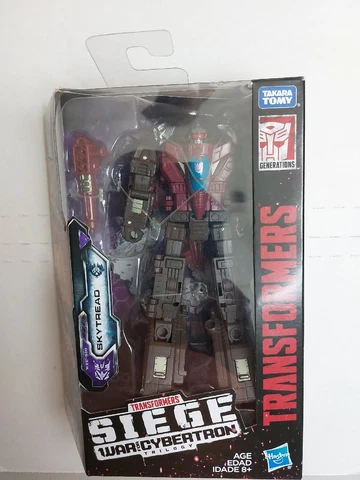 TAKARA
TOMY
GENERATIONS
TRANSFORMERS
SKYTREAD
TRANSFORMERS
SIEGE
WAR FOR CYBERTRON
TRILOGY
AGE
EDAD
IDADE 8+
Hasbro